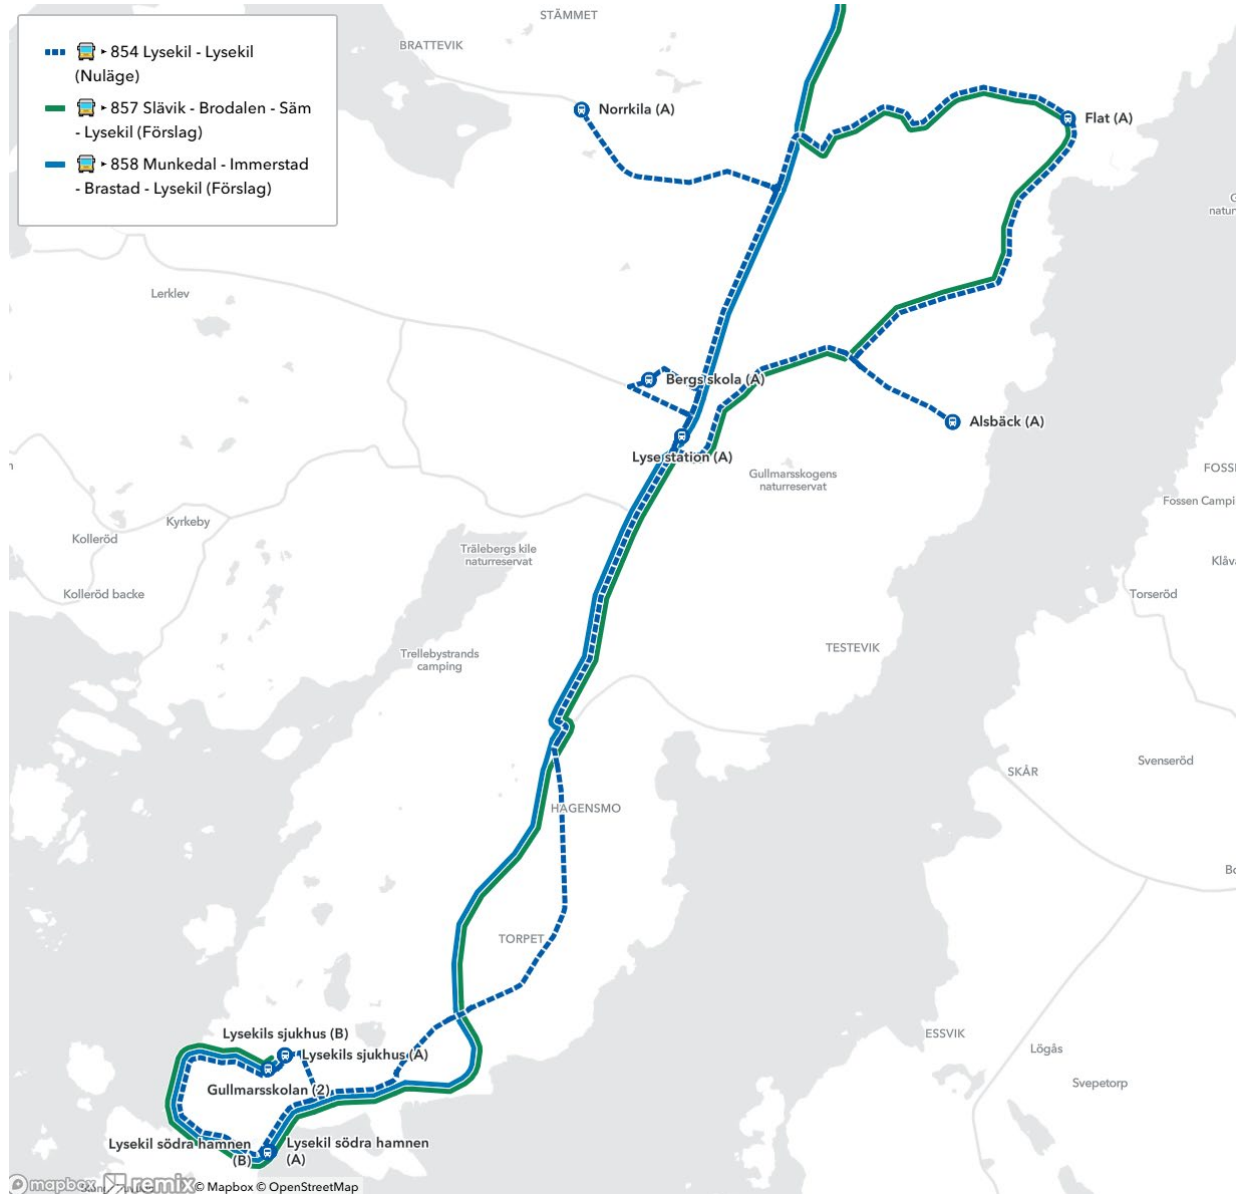 STÄMMET
BRATTEVIK
854 Lysekil - Lysekil
(Nuläge)
857 Slävik - Brodalen - Säm
- Lysekil (Förslag)
858 Munkedal - Immerstad
- Brastad - Lysekil (Förslag)
Norrkila (A)
Flat (A)
Lerklev
Bergs skola (A)
Alsbäck (A)
Lyse station (A)
Gullmarsskogens
naturreservat
Fossen Campi
Kyrkeby
Kolleröd
Trälebergs kile
naturreservat
Kolleröd backe
Torseröd
Trellebystrands
camping
TESTEVIK
Svenseröd
SKÅR
HAGENSMO
TORPET
Lysekils sjukhus (B)
Lysekils sjukhus (A)
ESSVIK
Lögås
Gullmarsskolan (2)
Svepetorp
Lysekil södra hamnen
(B)
Lysekil södra hamnen
(A)
mapbox remix © Mapbox © OpenStreetMap